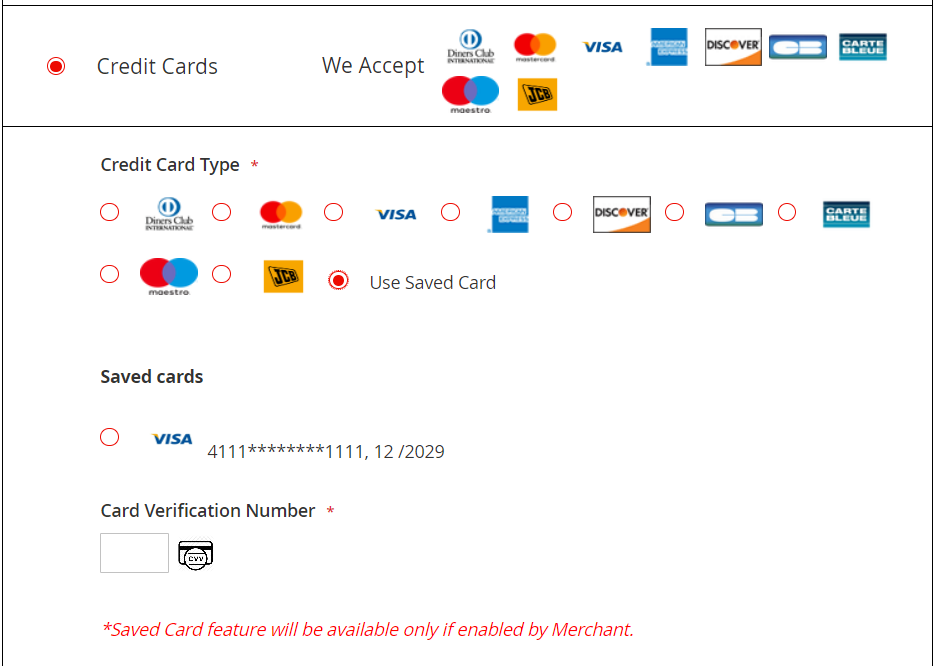 Credit Cards We Accept Diners Club INTERNATIONAL mastercard VISA AMERICAN EXPRESS DISCOVER CB CARTE BLEUE
maestro JCB
Credit Card Type *
Diners Club INTERNATIONAL mastercard VISA AMERICAN EXPRESS DISCOVER CB CARTE BLEUE
maestro JCB Use Saved Card
Saved cards
VISA 4111********1111, 12 /2029
Card Verification Number *
CVV
*Saved Card feature will be available only if enabled by Merchant.